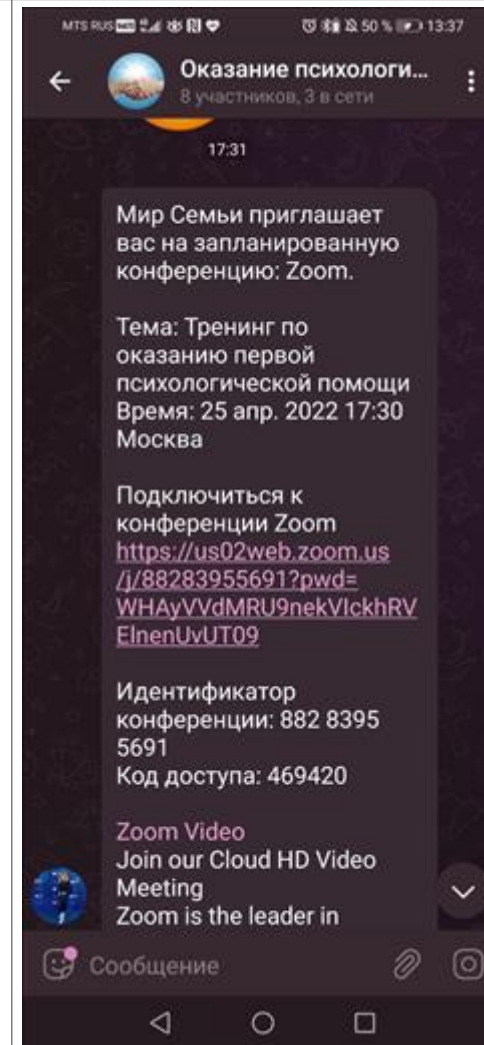 MTS RUS 50 % 13:37
Оказание психологи...
8 участников, 3 в сети
17:31
Мир Семьи приглашает
вас на запланированную
конференцию: Zoom.
Тема: Тренинг по
оказанию первой
психологической помощи
Время: 25 апр. 2022 17:30
Москва
Подключиться к
конференции Zoom
https://us02web.zoom.us
/j/88283955691?pwd=
WHAyVVdMRU9nekVIckhRV
ElnenUvUT09
Идентификатор
конференции: 882 8395
5691
Код доступа: 469420
Zoom Video
Join our Cloud HD Video
Meeting
Zoom is the leader in
Сообщение